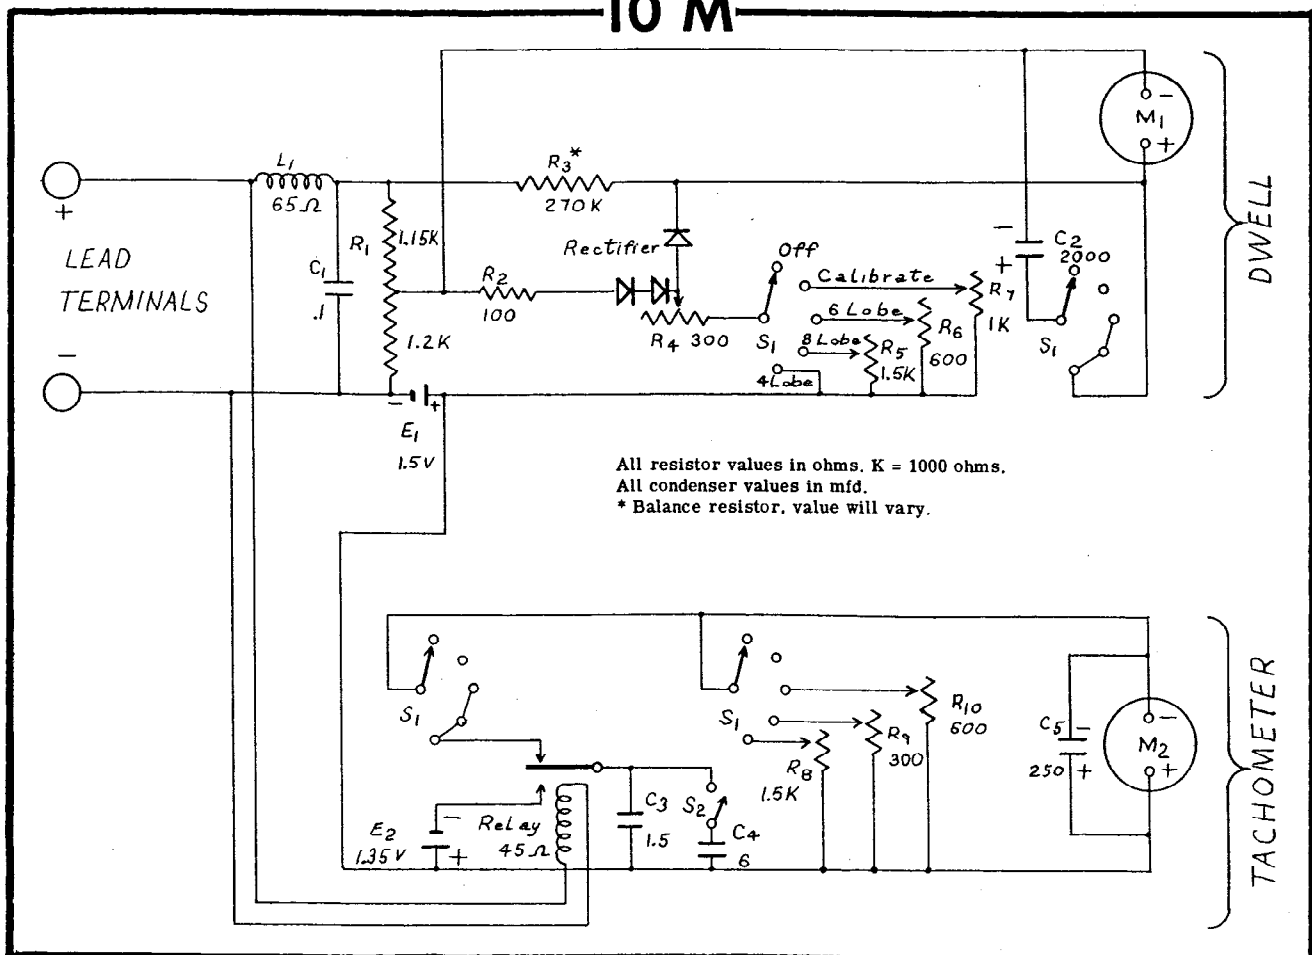 10 M
L1
65Ω
+
LEAD
TERMINALS
−
C1
.1
R1
1.15K
1.2K
R3*
270K
Rectifier
R2
100
R4 300
Off
S1
Calibrate
6 Lobe
8 Lobe
4 Lobe
R5
1.5K
R6
600
R7
1K
−
M1
+
−
C2
2000
+
S1
DWELL
− +
E1
1.5V
All resistor values in ohms. K = 1000 ohms.
All condenser values in mfd.
* Balance resistor, value will vary.
S1
S1
R8
1.5K
R9
300
R10
600
C5
250
−
+
−
M2
+
E2
1.35V
−
+
Relay
45Ω
C3
1.5
S2
C4
6
TACHOMETER